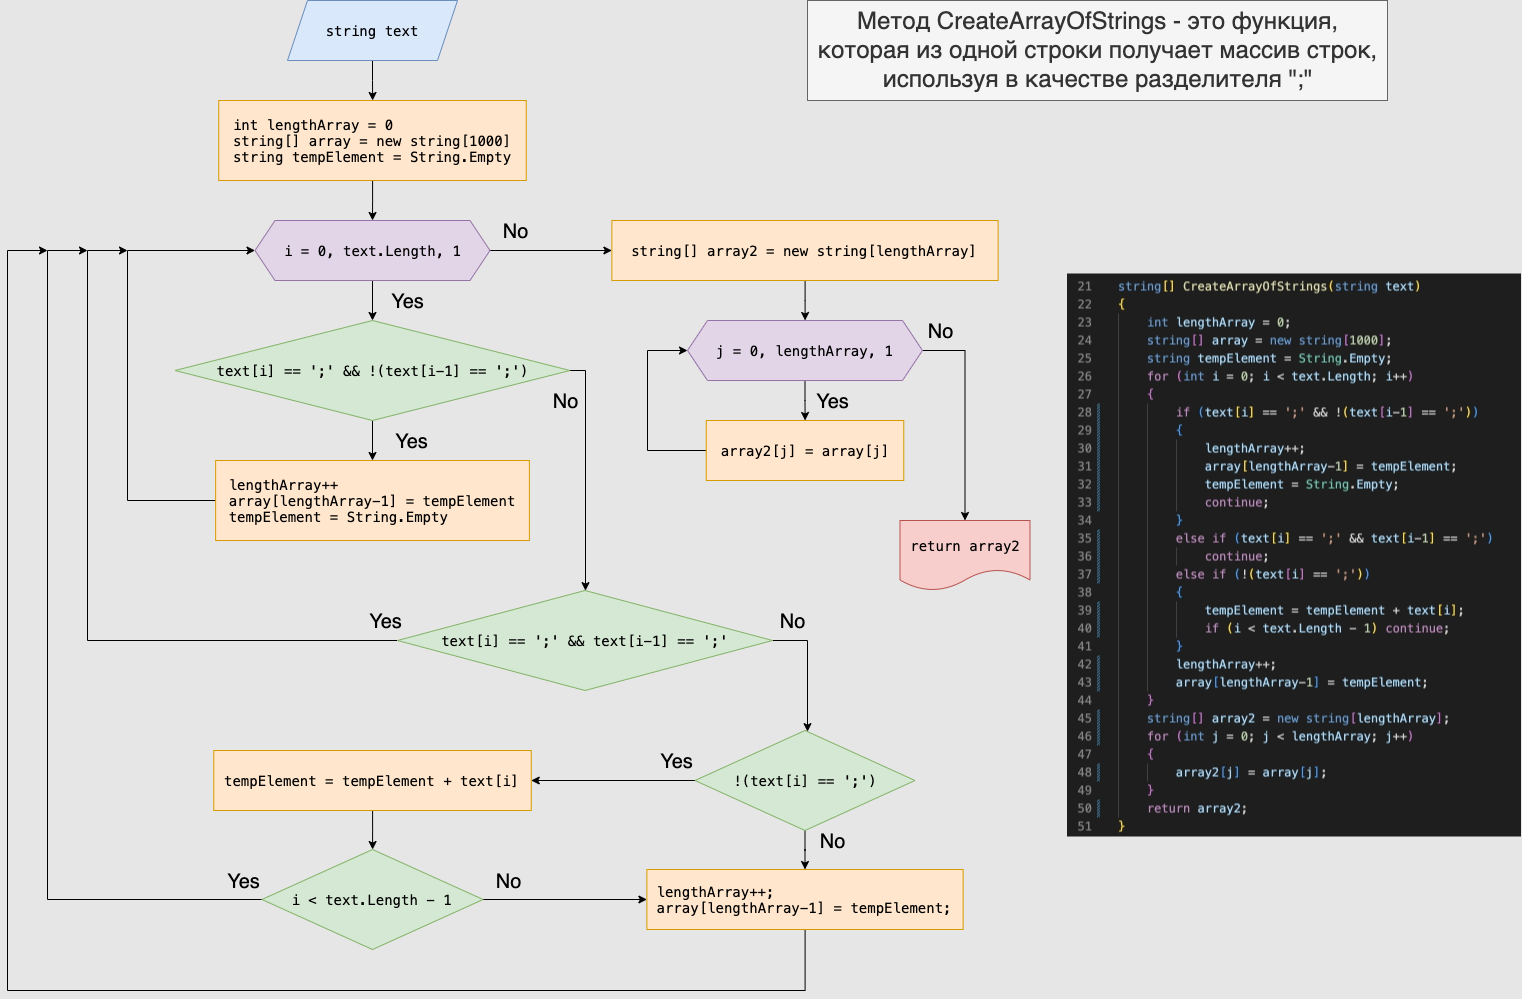 string text
Метод CreateArrayOfStrings - это функция,
которая из одной строки получает массив строк,
используя в качестве разделителя ";"
int lengthArray = 0
string[] array = new string[1000]
string tempElement = String.Empty
i = 0, text.Length, 1
No
string[] array2 = new string[lengthArray]
Yes
text[i] == ';' && !(text[i-1] == ';')
No
Yes
lengthArray++
array[lengthArray-1] = tempElement
tempElement = String.Empty
j = 0, lengthArray, 1
No
Yes
array2[j] = array[j]
return array2
text[i] == ';' && text[i-1] == ';'
Yes
No
!(text[i] == ';')
Yes
No
tempElement = tempElement + text[i]
i < text.Length - 1
Yes
No
lengthArray++;
array[lengthArray-1] = tempElement;
21 string[] CreateArrayOfStrings(string text)
22 {
23 int lengthArray = 0;
24 string[] array = new string[1000];
25 string tempElement = String.Empty;
26 for (int i = 0; i < text.Length; i++)
27 {
28 if (text[i] == ';' && !(text[i-1] == ';'))
29 {
30 lengthArray++;
31 array[lengthArray-1] = tempElement;
32 tempElement = String.Empty;
33 continue;
34 }
35 else if (text[i] == ';' && text[i-1] == ';')
36 continue;
37 else if (!(text[i] == ';'))
38 {
39 tempElement = tempElement + text[i];
40 if (i < text.Length - 1) continue;
41 }
42 lengthArray++;
43 array[lengthArray-1] = tempElement;
44 }
45 string[] array2 = new string[lengthArray];
46 for (int j = 0; j < lengthArray; j++)
47 {
48 array2[j] = array[j];
49 }
50 return array2;
51 }